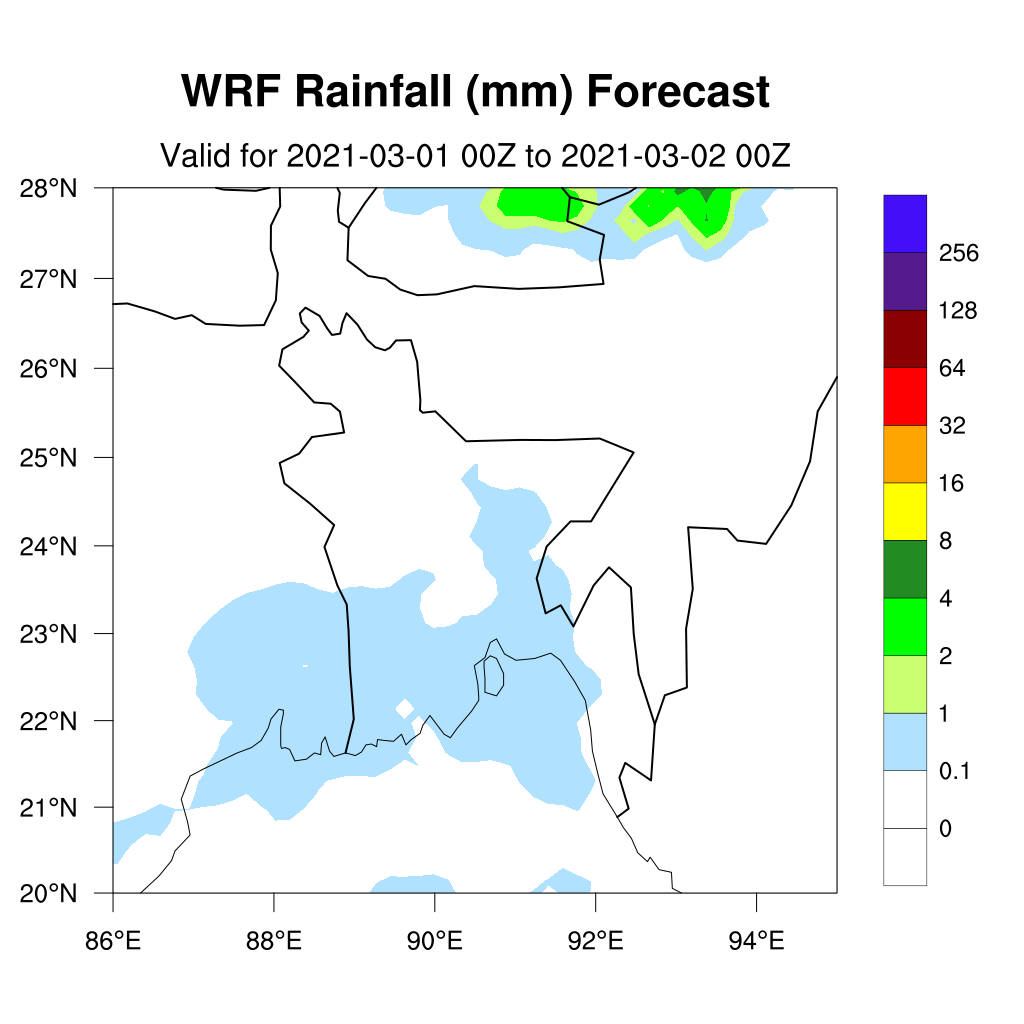 WRF Rainfall (mm) Forecast
Valid for 2021-03-01 00Z to 2021-03-02 00Z
28°N
27°N
26°N
25°N
24°N
23°N
22°N
21°N
20°N
86°E
88°E
90°E
92°E
94°E
256
128
64
32
16
8
4
2
1
0.1
0